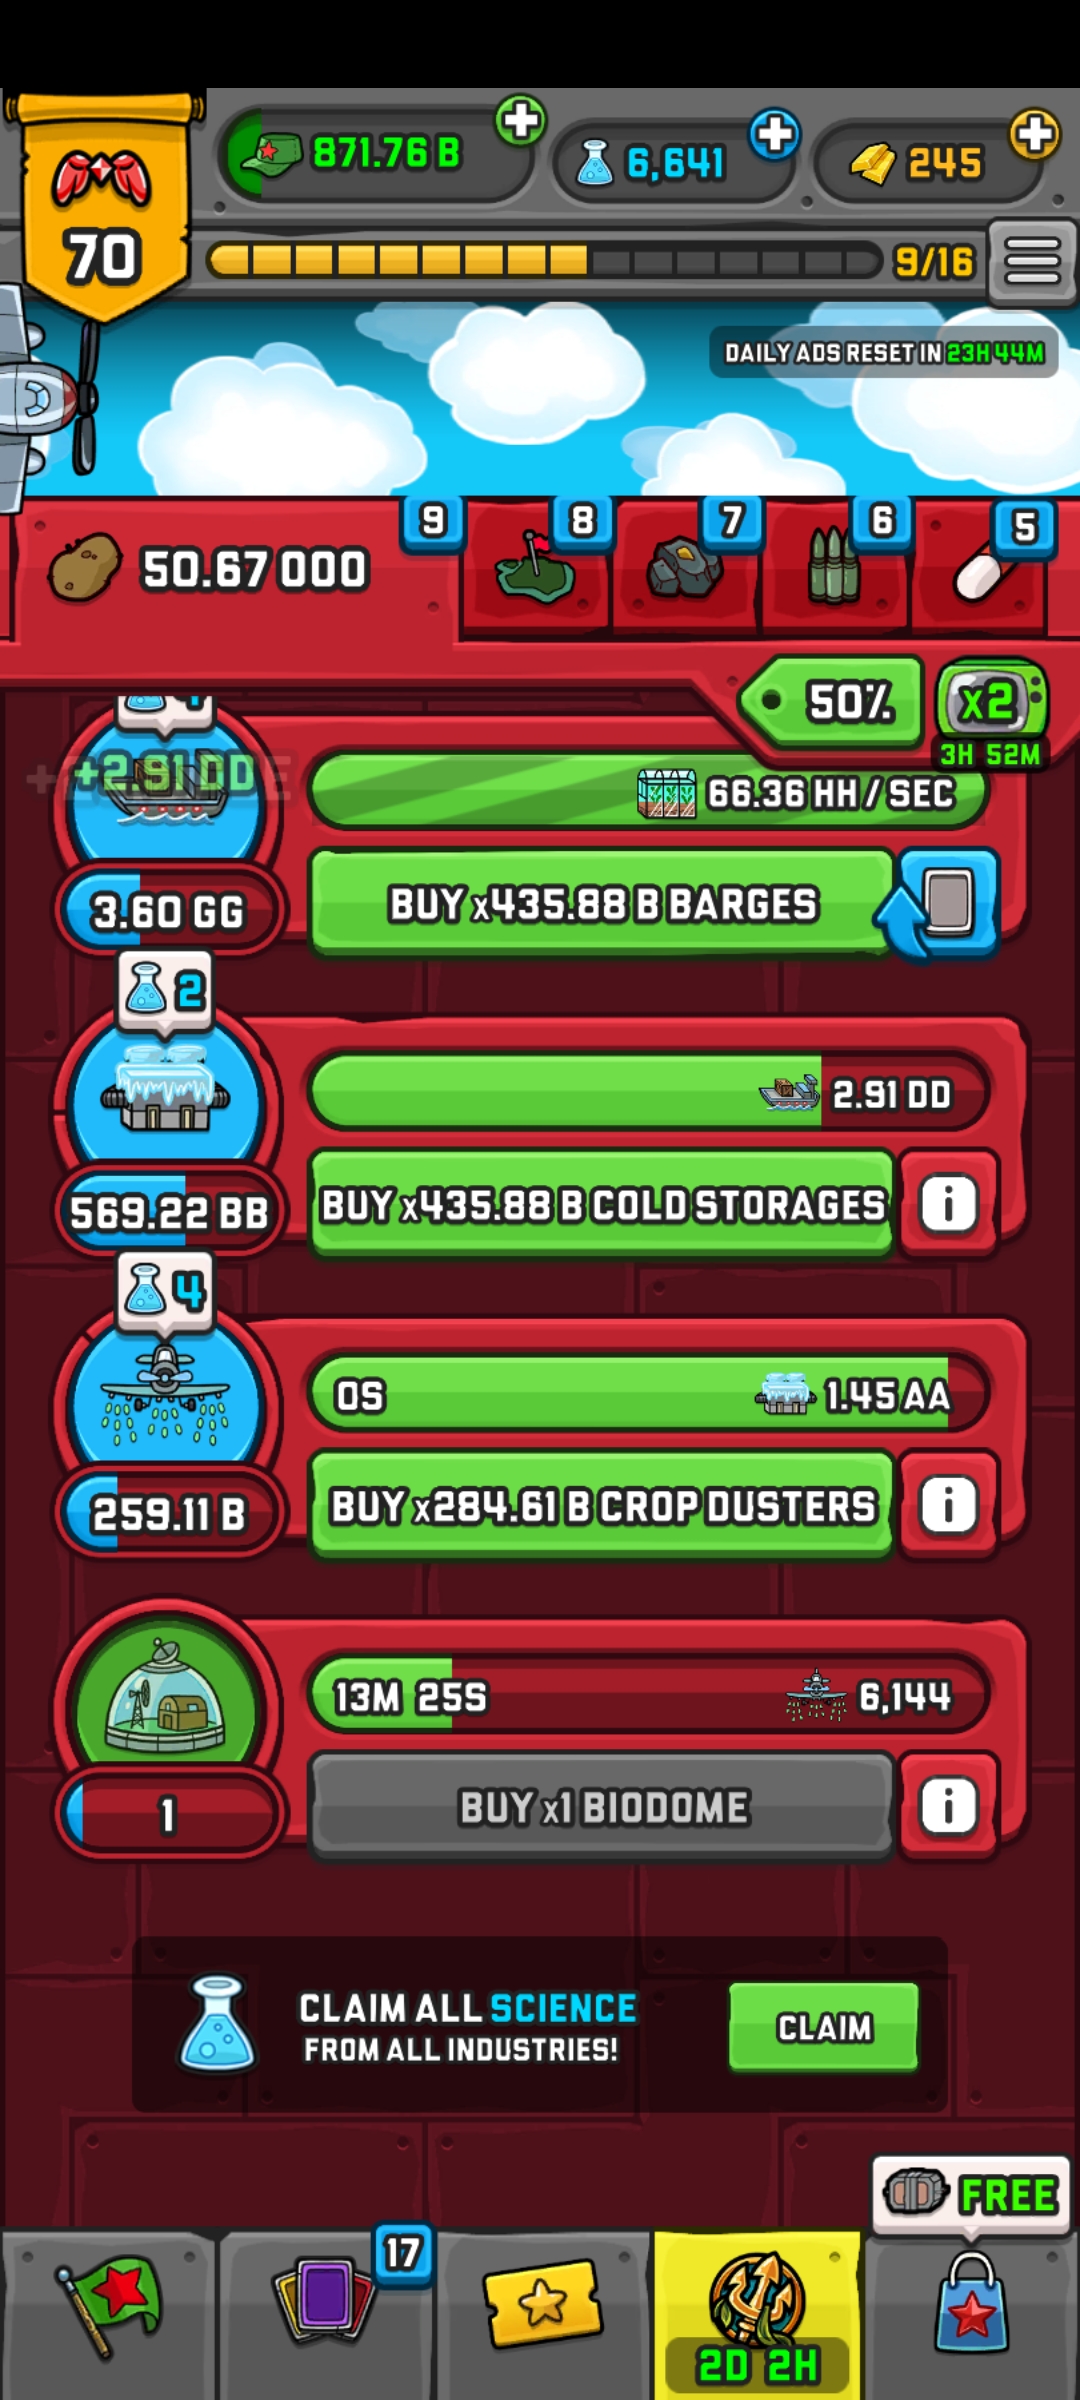 871.76 B
6,641
245
70
9/16
DAILY ADS RESET IN 23H 44M
50.67 000
9
8
7
6
5
50%
x2
3H 52M
+2.91 DD
66.36 HH / SEC
3.60 GG
BUY x435.88 B BARGES
2
2.91 DD
569.22 BB
BUY x435.88 B COLD STORAGES
i
4
0S
1.45 AA
259.11 B
BUY x284.61 B CROP DUSTERS
i
13M 25S
6,144
1
BUY x1 BIODOME
i
CLAIM ALL SCIENCE
FROM ALL INDUSTRIES!
CLAIM
FREE
17
2D 2H